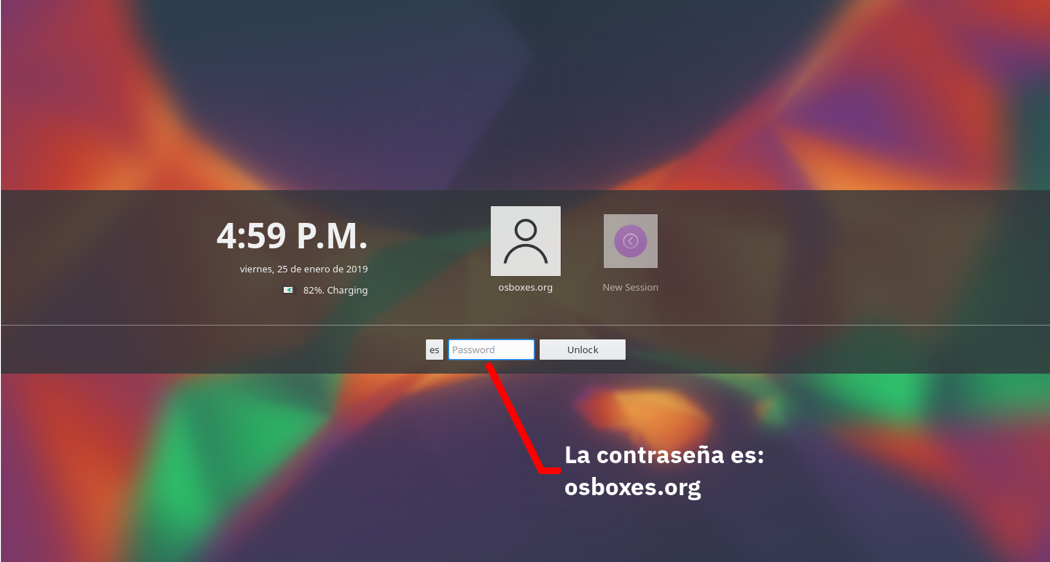 4:59 P.M.
viernes, 25 de enero de 2019
82%. Charging
osboxes.org
New Session
es
Password
Unlock
La contraseña es:
osboxes.org